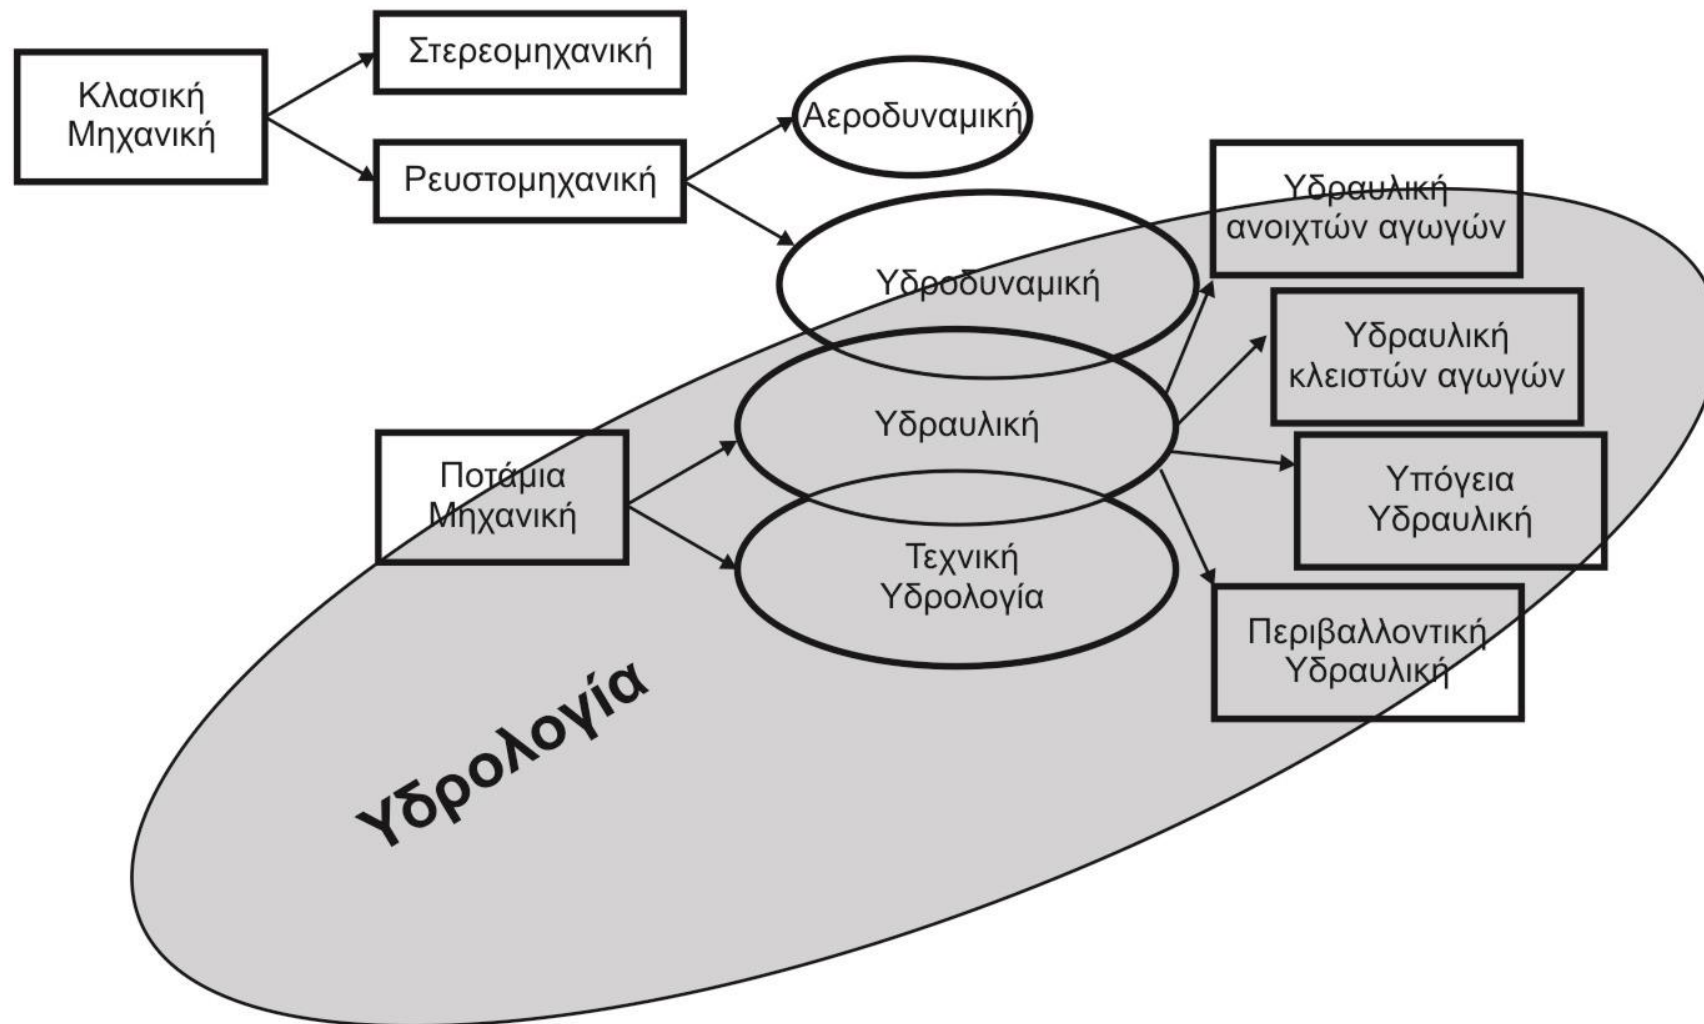 Στερεομηχανική
Κλασική
Μηχανική
Αεροδυναμική
Ρευστομηχανική
Υδραυλική
ανοιχτών αγωγών
Υδροδυναμική
Υδραυλική
κλειστών αγωγών
Υδραυλική
Ποτάμια
Μηχανική
Υπόγεια
Υδραυλική
Τεχνική
Υδρολογία
Περιβαλλοντική
Υδραυλική
Υδρολογία